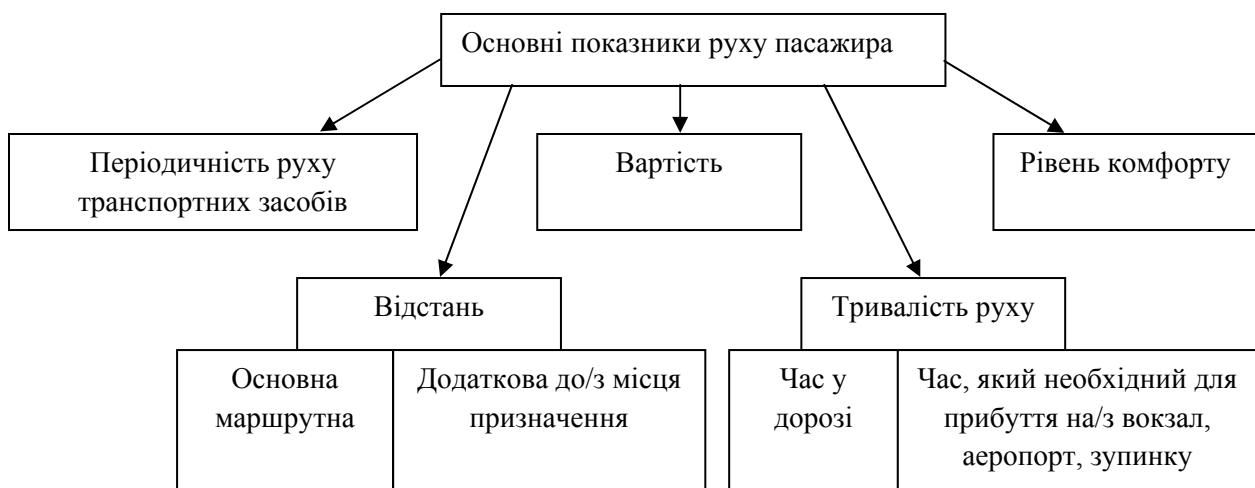 Основні показники руху пасажира
Періодичність руху
транспортних засобів
Вартість
Рівень комфорту
Відстань
Тривалість руху
Основна
маршрутна
Додаткова до/з місця
призначення
Час у
дорозі
Час, який необхідний для
прибуття на/з вокзал,
аеропорт, зупинку